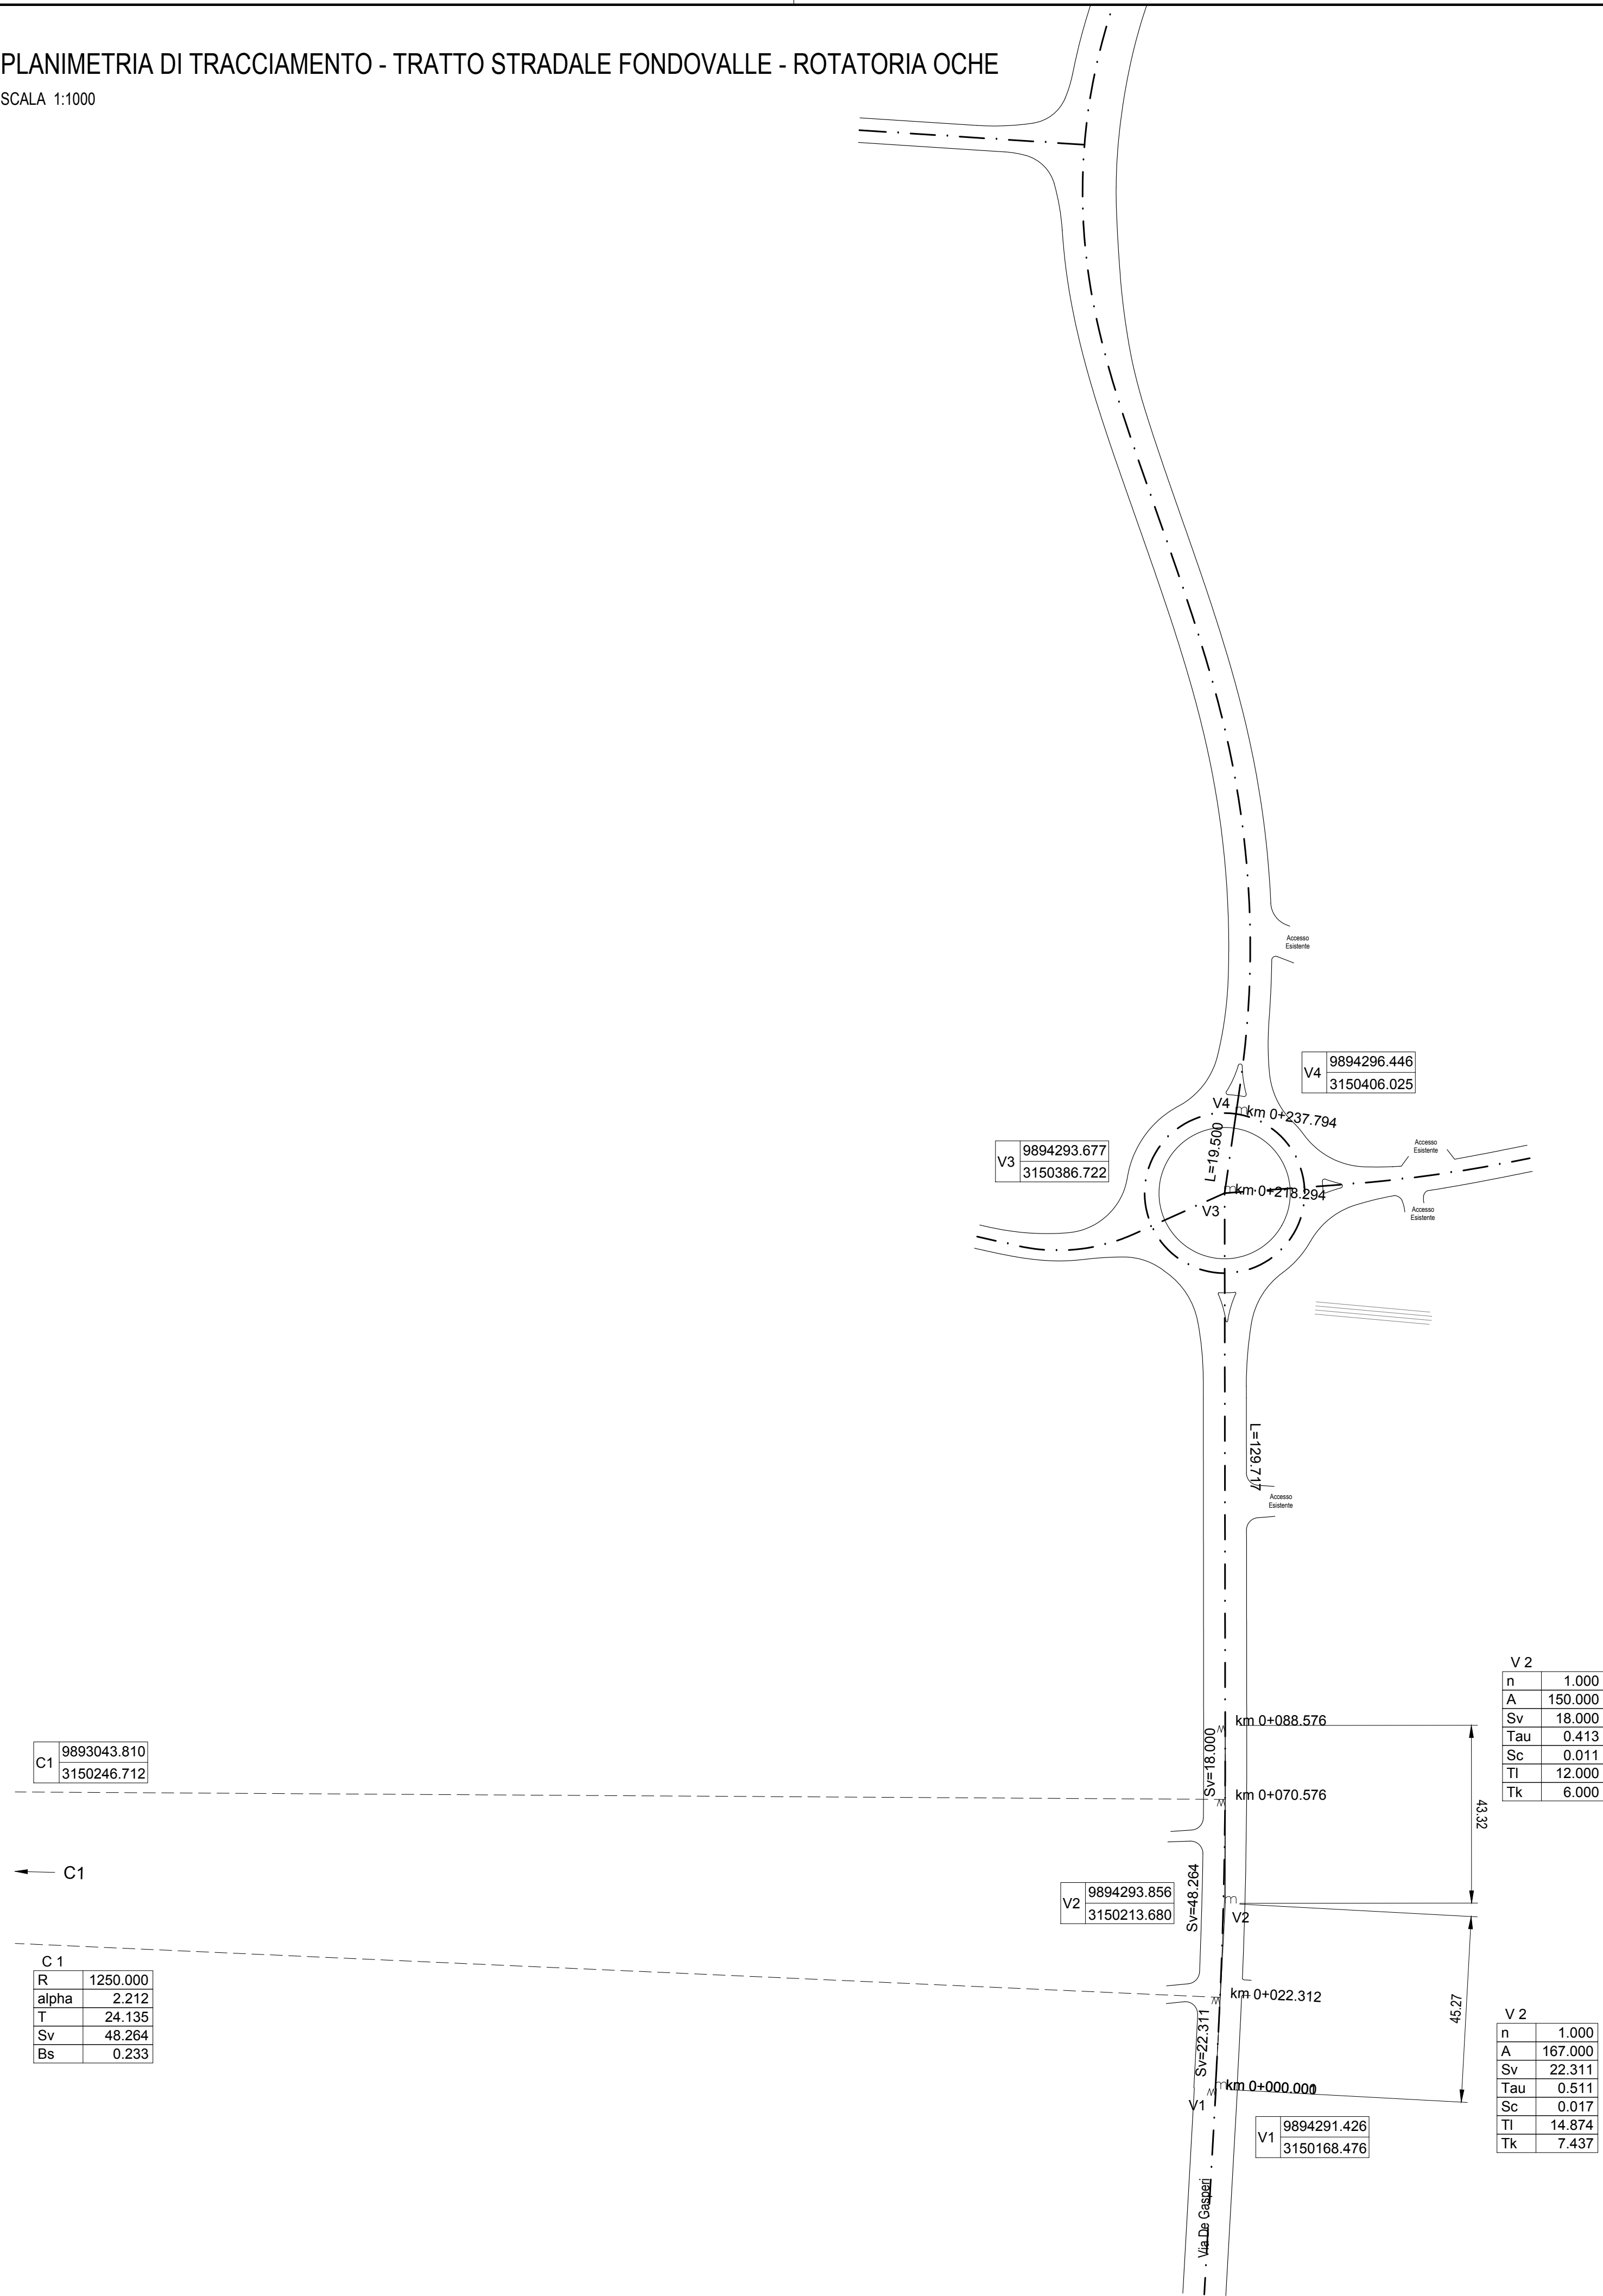 PLANIMETRIA DI TRACCIAMENTO - TRATTO STRADALE FONDOVALLE - ROTATORIA OCHE
SCALA 1:1000
Accesso
Esistente
V4
9894296.446
3150406.025
V4
km 0+237.794
L=19.500
V3
9894293.677
3150386.722
Accesso
Esistente
km 0+218.294
V3
Accesso
Esistente
L=129.717
Accesso
Esistente
V 2
n 1.000
A 150.000
Sv 18.000
Tau 0.413
Sc 0.011
Tl 12.000
Tk 6.000
km 0+088.576
Sv=18.000
C1
9893043.810
3150246.712
km 0+070.576
43.32
C1
Sv=48.264
V2
9894293.856
3150213.680
V2
C 1
R 1250.000
alpha 2.212
T 24.135
Sv 48.264
Bs 0.233
km 0+022.312
45.27
Sv=22.311
V 2
n 1.000
A 167.000
Sv 22.311
Tau 0.511
Sc 0.017
Tl 14.874
Tk 7.437
V1
V1
9894291.426
3150168.476
Via De Gasperi